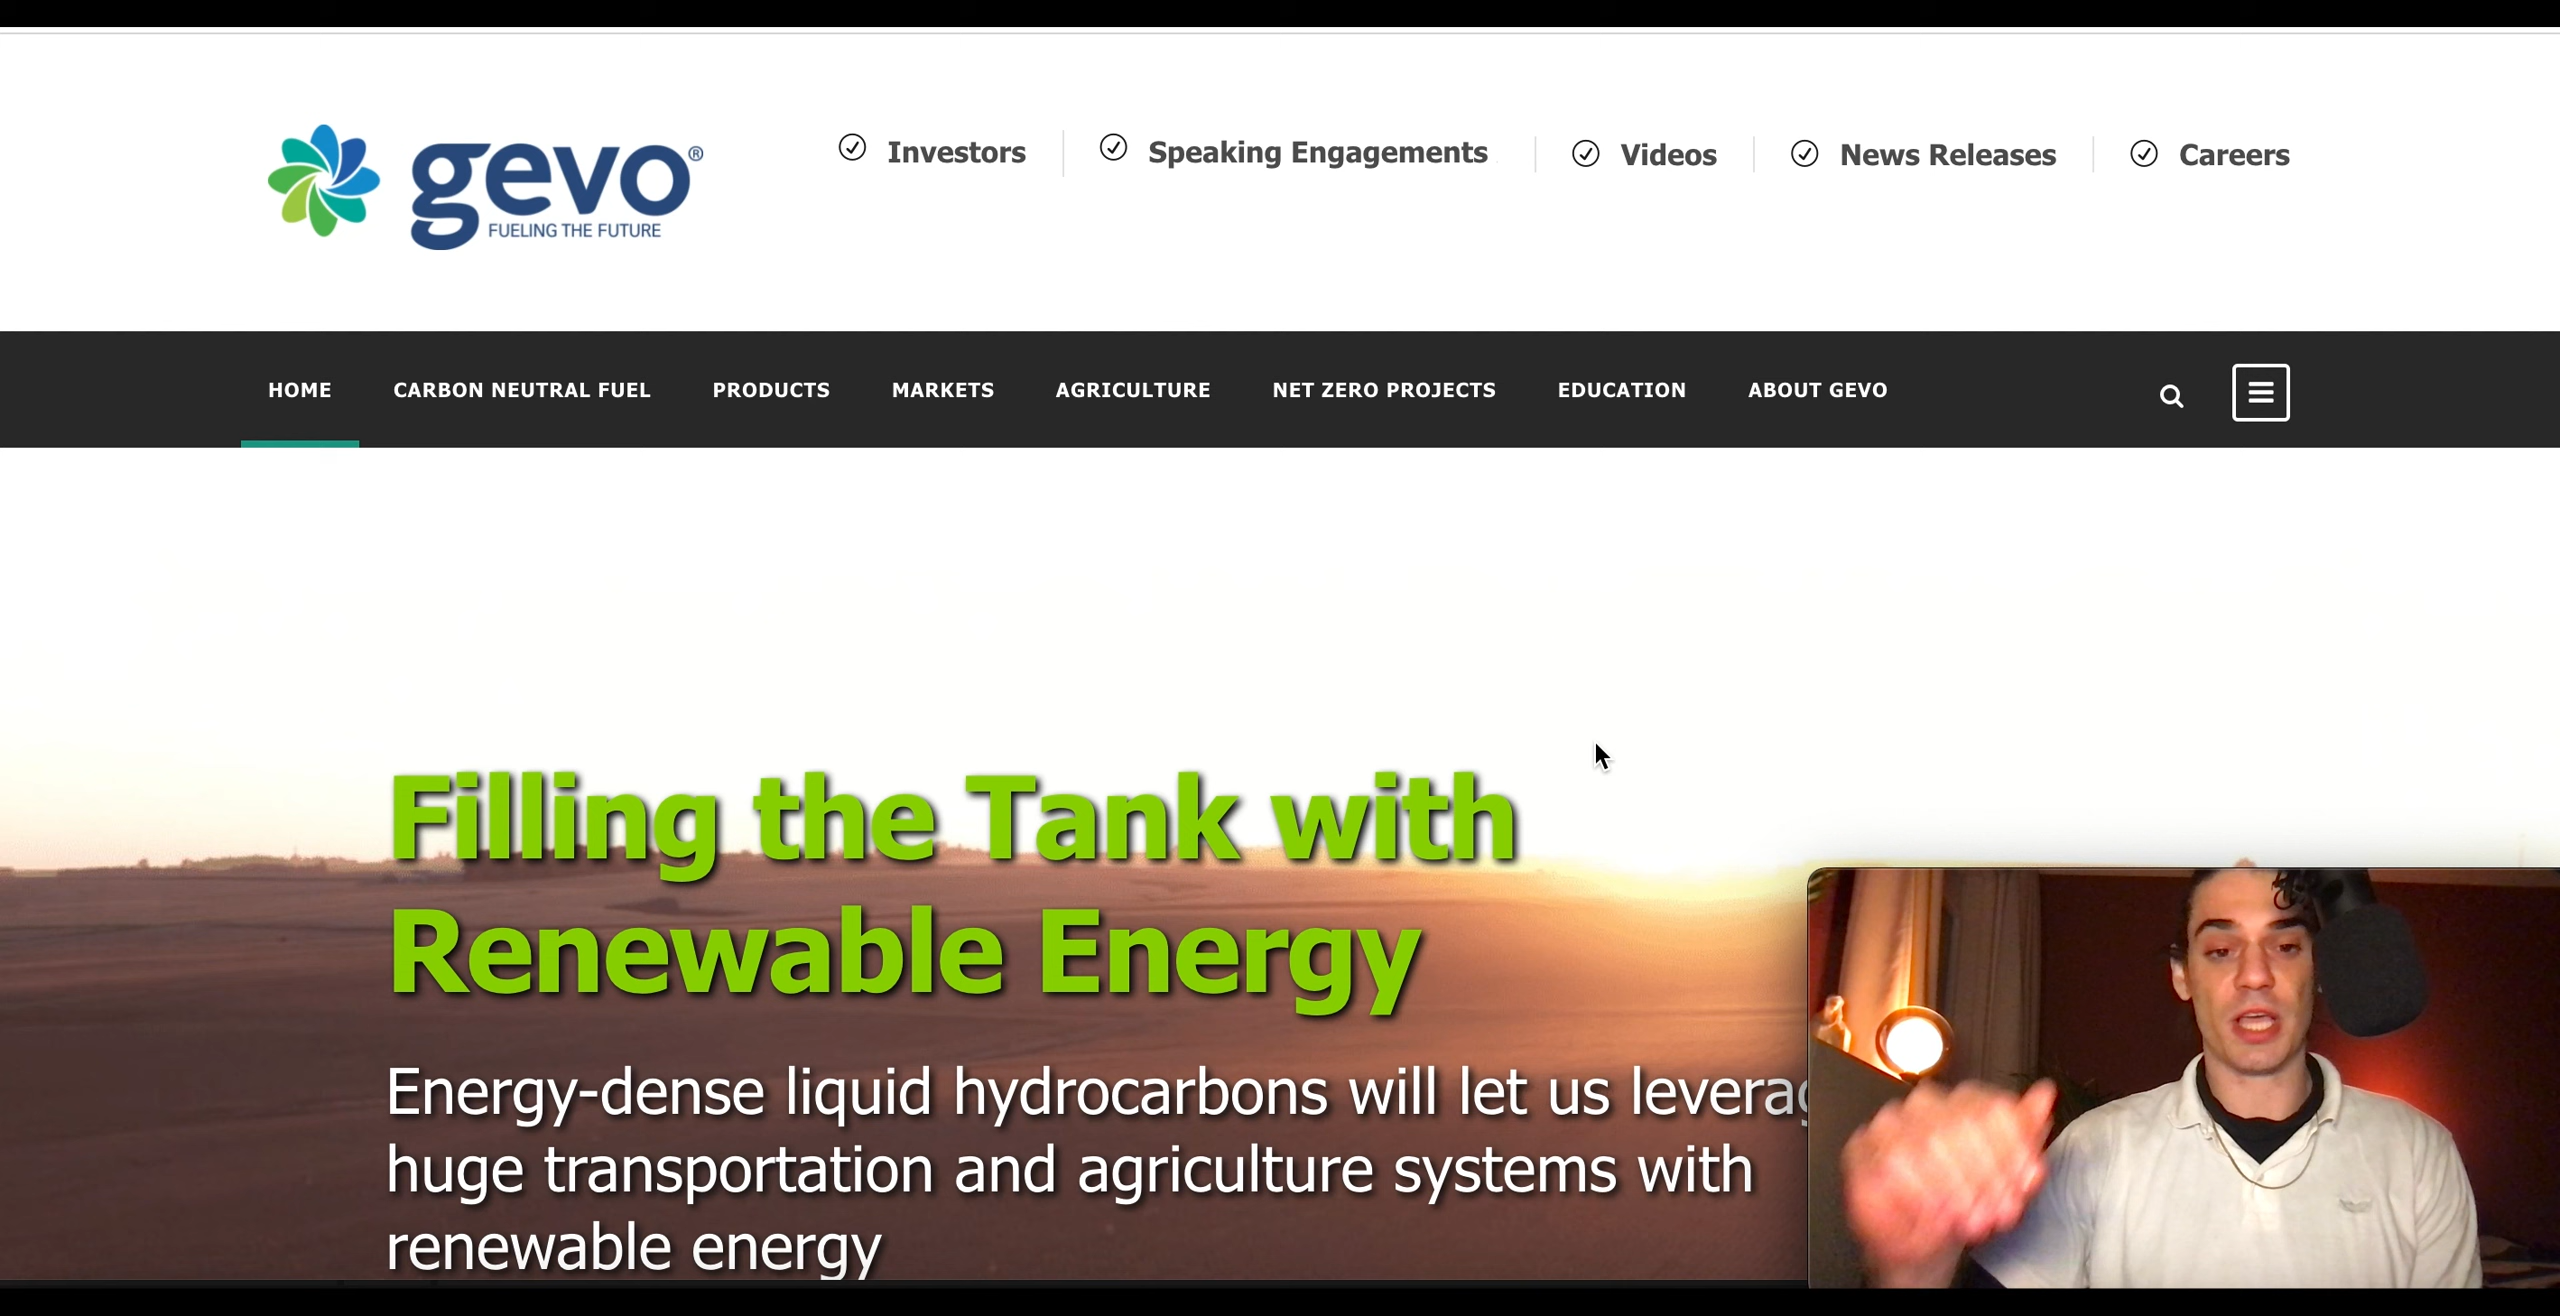 gevo®
FUELING THE FUTURE
Investors
Speaking Engagements
Videos
News Releases
Careers
HOME
CARBON NEUTRAL FUEL
PRODUCTS
MARKETS
AGRICULTURE
NET ZERO PROJECTS
EDUCATION
ABOUT GEVO
Filling the Tank with
Renewable Energy
Energy-dense liquid hydrocarbons will let us
huge transportation and agriculture systems with
renewable energy